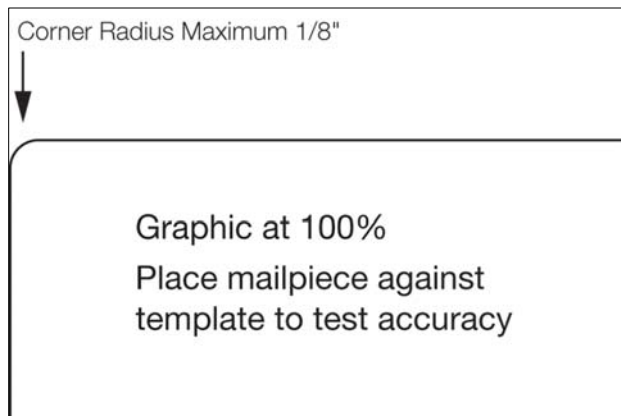 Corner Radius Maximum 1/8"
Graphic at 100%
Place mailpiece against
template to test accuracy